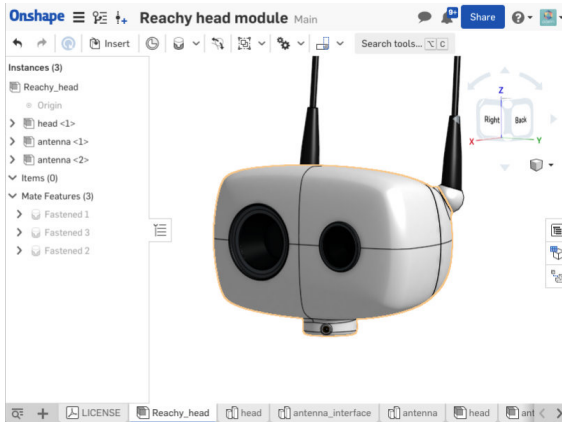 Onshape Reachy head module Main 9+ Share
Insert Search tools... ⌥ C
Instances (3)
Reachy_head
Origin
head <1>
antenna <1>
antenna <2>
Items (0)
Mate Features (3)
Fastened 1
Fastened 3
Fastened 2
Z
Right Back
X Y
LICENSE Reachy_head head antenna_interface antenna head ant